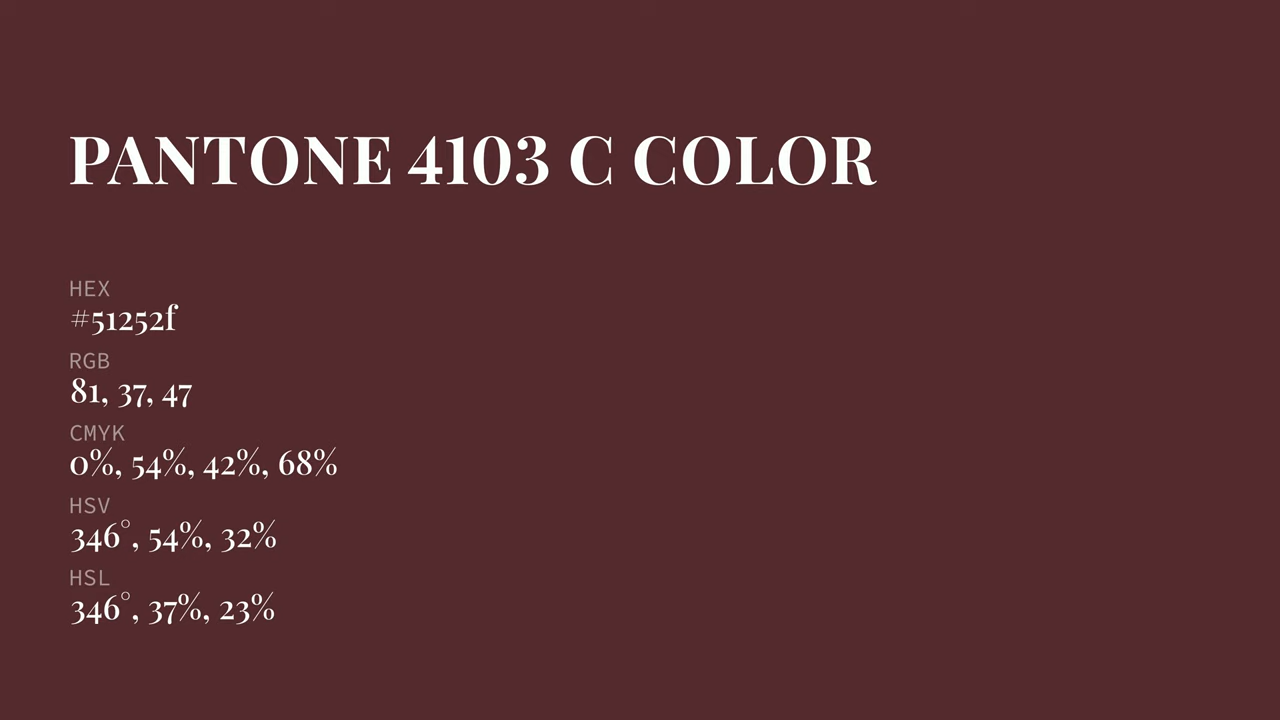 PANTONE 4103 C COLOR
HEX
#51252f
RGB
81, 37, 47
CMYK
0%, 54%, 42%, 68%
HSV
346°, 54%, 32%
HSL
346°, 37%, 23%